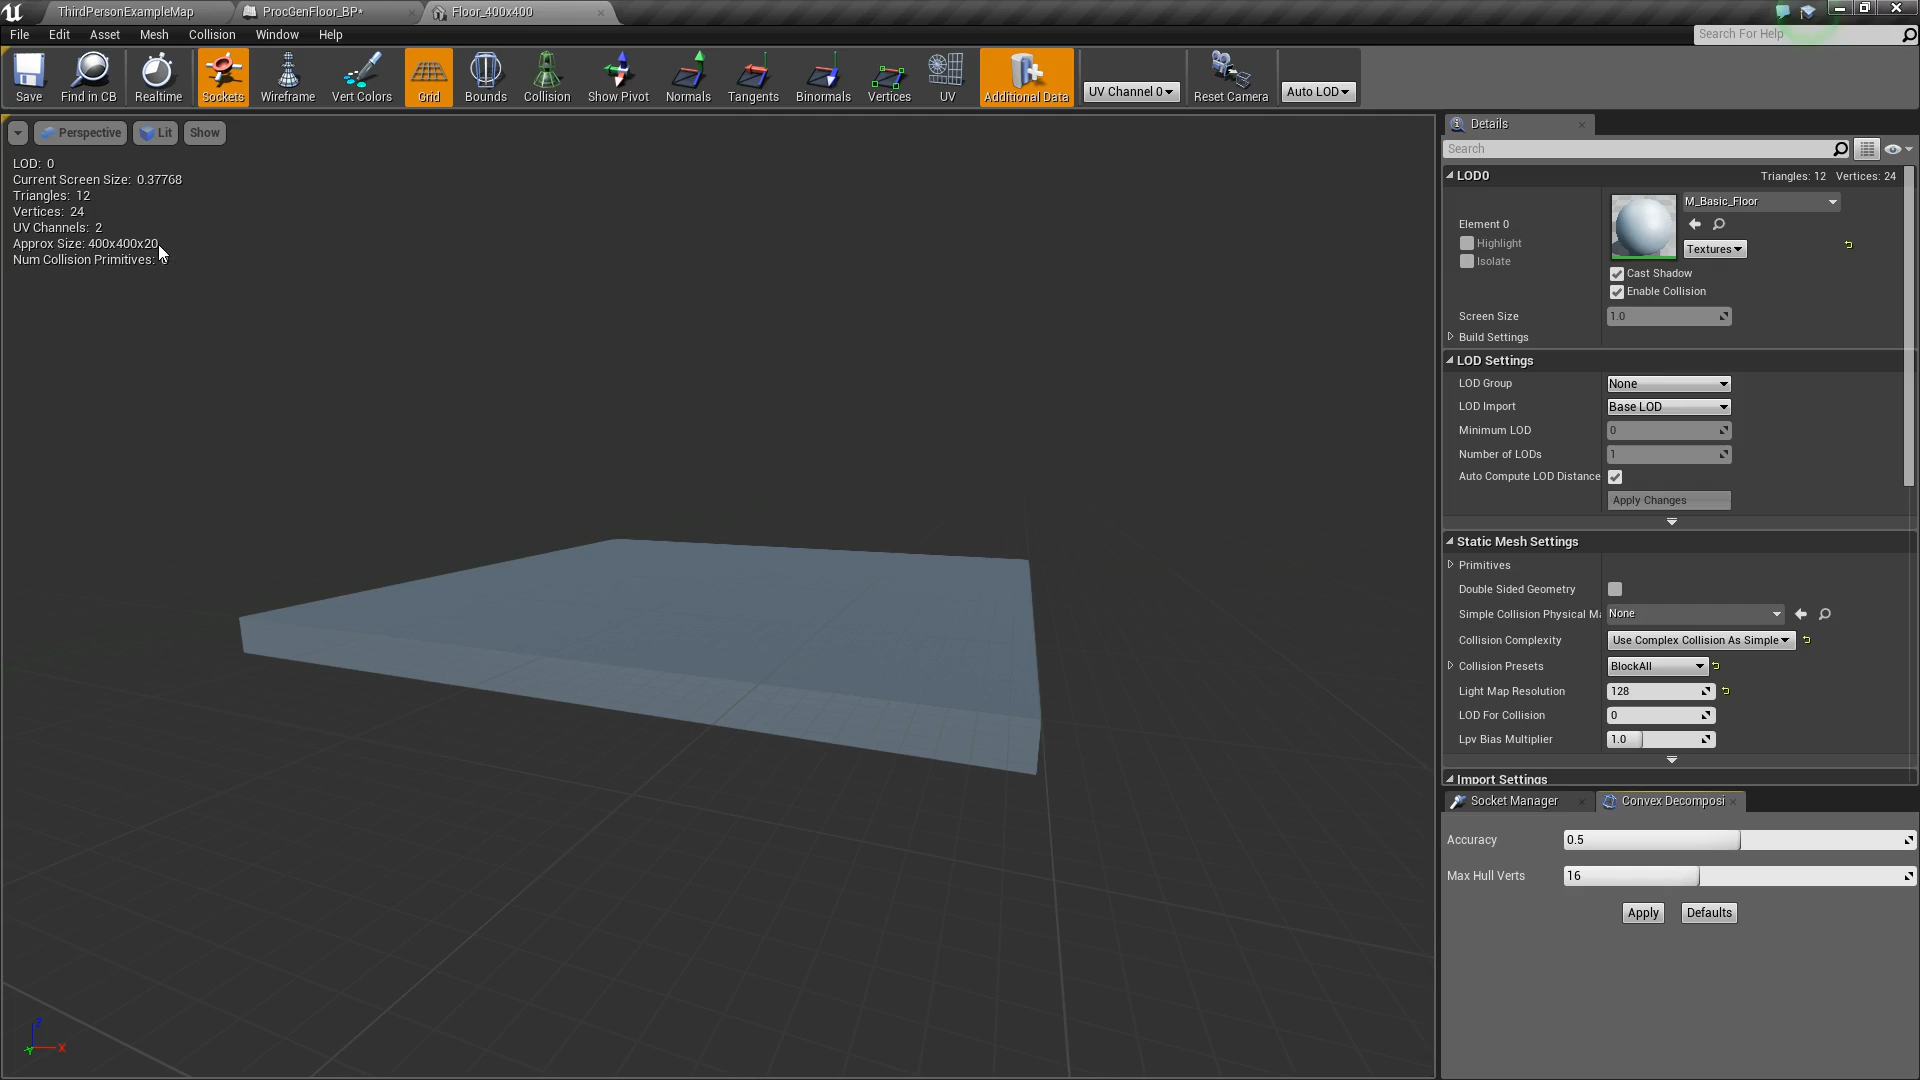 ThirdPersonExampleMap ProcGenFloor_BP* Floor_400x400
File Edit Asset Mesh Collision Window Help
Search For Help
Save Find in CB Realtime Sockets Wireframe Vert Colors Grid Bounds Collision Show Pivot Normals Tangents Binormals Vertices UV Additional Data UV Channel 0 Reset Camera Auto LOD
Perspective Lit Show
LOD: 0
Current Screen Size: 0.37768
Triangles: 12
Vertices: 24
UV Channels: 2
Approx Size: 400x400x20
Num Collision Primitives:
Z
X
Y
Details
Search
LOD0 Triangles: 12 Vertices: 24
M_Basic_Floor
Element 0
Highlight
Isolate
Textures
Cast Shadow
Enable Collision
Screen Size 1.0
Build Settings
LOD Settings
LOD Group None
LOD Import Base LOD
Minimum LOD 0
Number of LODs 1
Auto Compute LOD Distance
Apply Changes
Static Mesh Settings
Primitives
Double Sided Geometry
Simple Collision Physical Ma None
Collision Complexity Use Complex Collision As Simple
Collision Presets BlockAll
Light Map Resolution 128
LOD For Collision 0
Lpv Bias Multiplier 1.0
Import Settings
Socket Manager Convex Decomposi
Accuracy 0.5
Max Hull Verts 16
Apply Defaults